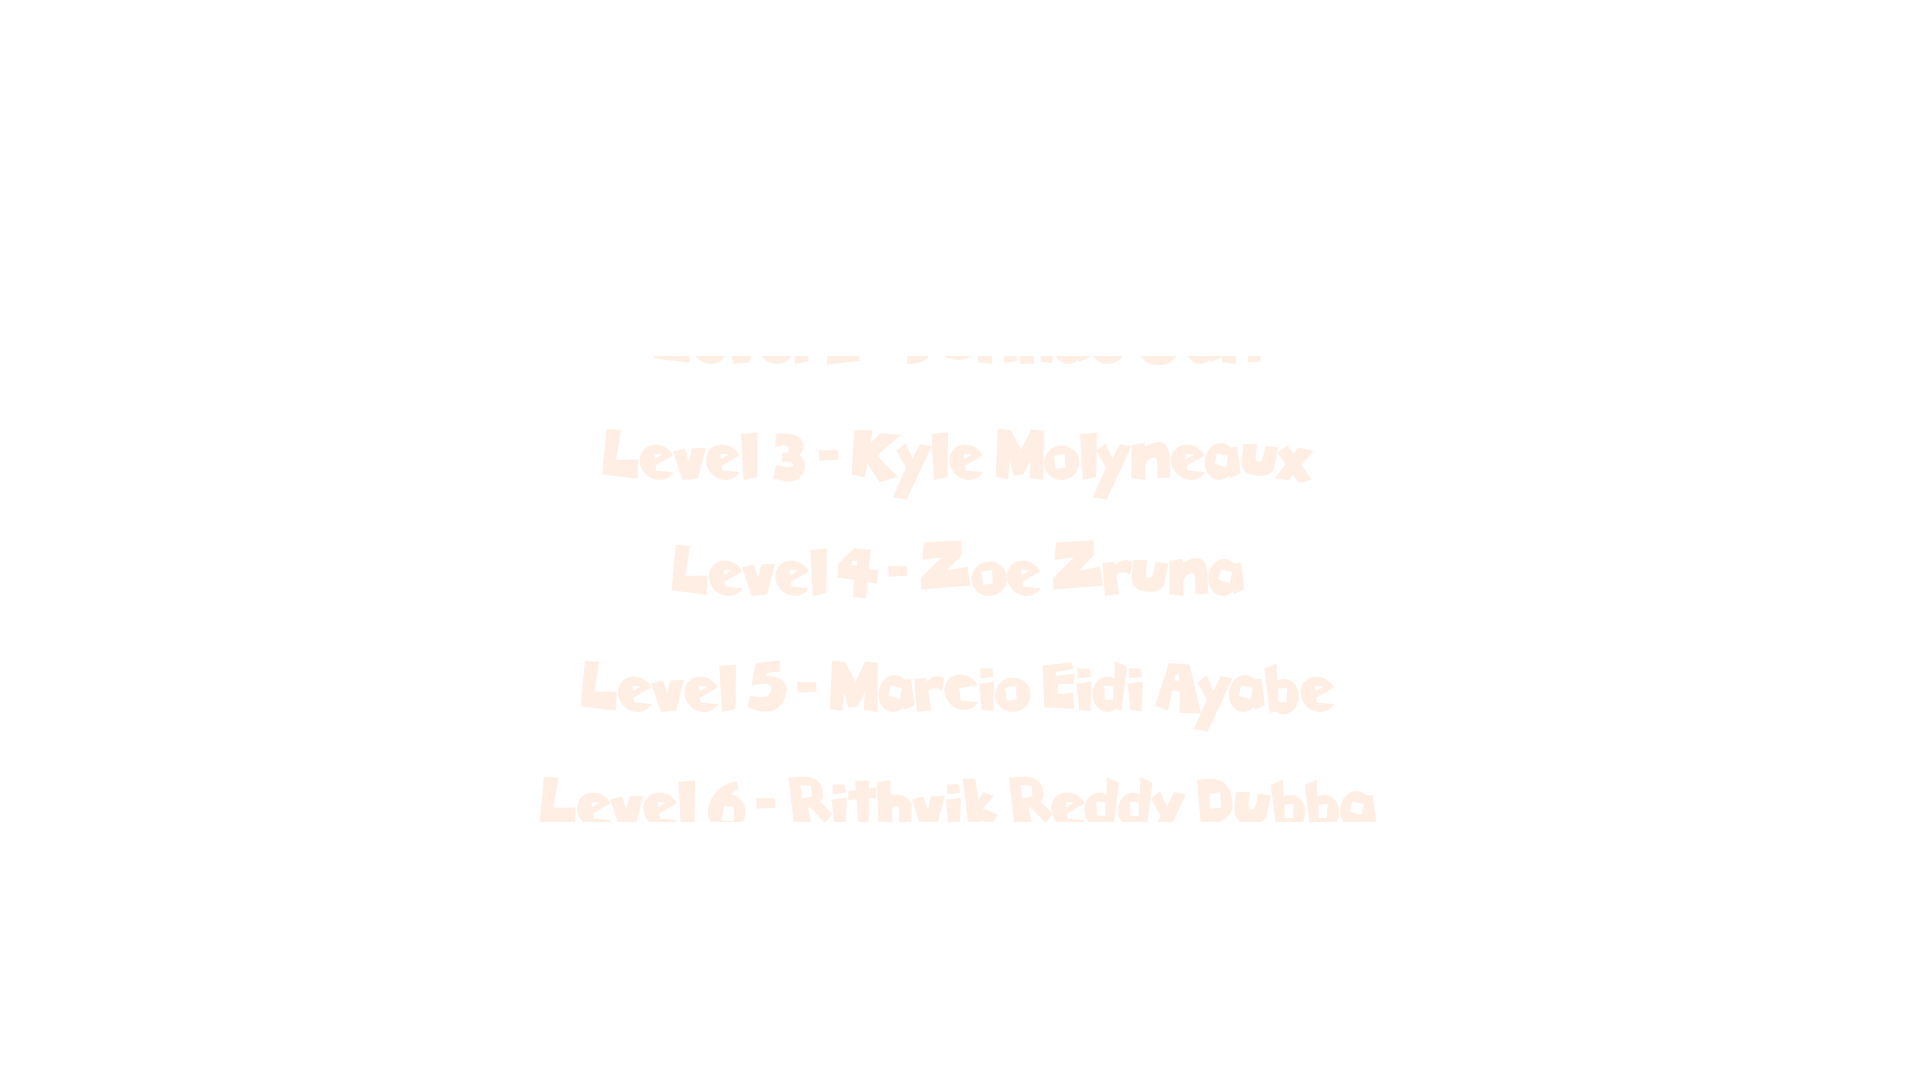 Level 3 - Kyle Molyneaux
Level 4 - Zoe Zruna
Level 5 - Marcio Eidi Ayabe
Level 6 - Rithvik Reddy Dubba